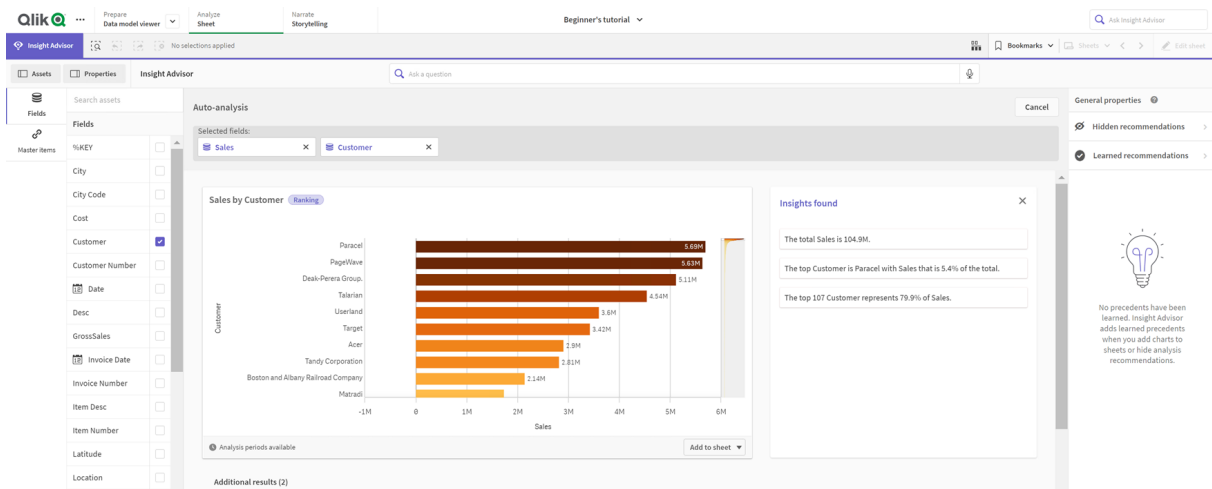 Qlik
...
Prepare
Data model viewer
Analyze
Sheet
Narrate
Storytelling
Beginner's tutorial
Ask Insight Advisor
Insight Advisor
No selections applied
Bookmarks
Sheets
Edit sheet
Assets
Properties
Insight Advisor
Ask a question
Fields
Master items
Search assets
Fields
%KEY
City
City Code
Cost
Customer
Customer Number
Date
Desc
GrossSales
Invoice Date
Invoice Number
Item Desc
Item Number
Latitude
Location
Auto-analysis
Cancel
Selected fields:
Sales
Customer
Sales by Customer
Ranking
Customer
Paracel
5.69M
PageWave
5.63M
Deak-Perera Group.
5.11M
Talarian
4.54M
Userland
3.6M
Target
3.42M
Acer
2.9M
Tandy Corporation
2.81M
Boston and Albany Railroad Company
2.14M
Matradi
-1M 0 1M 2M 3M 4M 5M 6M
Sales
Analysis periods available
Add to sheet
Additional results (2)
Insights found
The total Sales is 104.9M.
The top Customer is Paracel with Sales that is 5.4% of the total.
The top 107 Customer represents 79.9% of Sales.
General properties
Hidden recommendations
Learned recommendations
No precedents have been
learned. Insight Advisor
adds learned precedents
when you add charts to
sheets or hide analysis
recommendations.